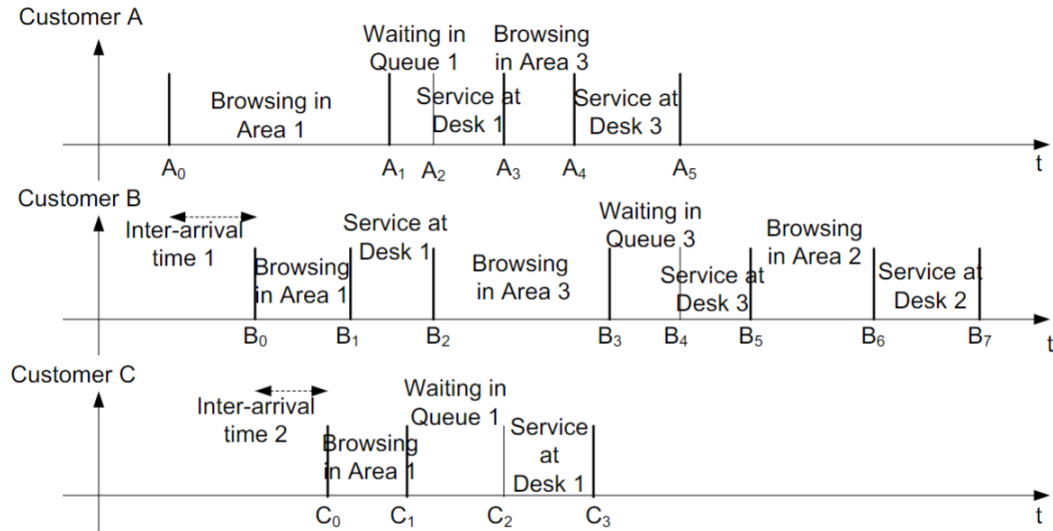 Customer A
Waiting in
Queue 1
Browsing
in Area 3
Browsing in
Area 1
Service at
Desk 1
Service at
Desk 3
A0 A1 A2 A3 A4 A5
t
Customer B
Inter-arrival
time 1
Browsing
in Area 1
Service at
Desk 1
Browsing
in Area 3
Waiting in
Queue 3
Service at
Desk 3
Browsing
in Area 2
Service at
Desk 2
B0 B1 B2 B3 B4 B5 B6 B7
t
Customer C
Inter-arrival
time 2
Browsing
in Area 1
Waiting in
Queue 1
Service
at
Desk 1
C0 C1 C2 C3
t